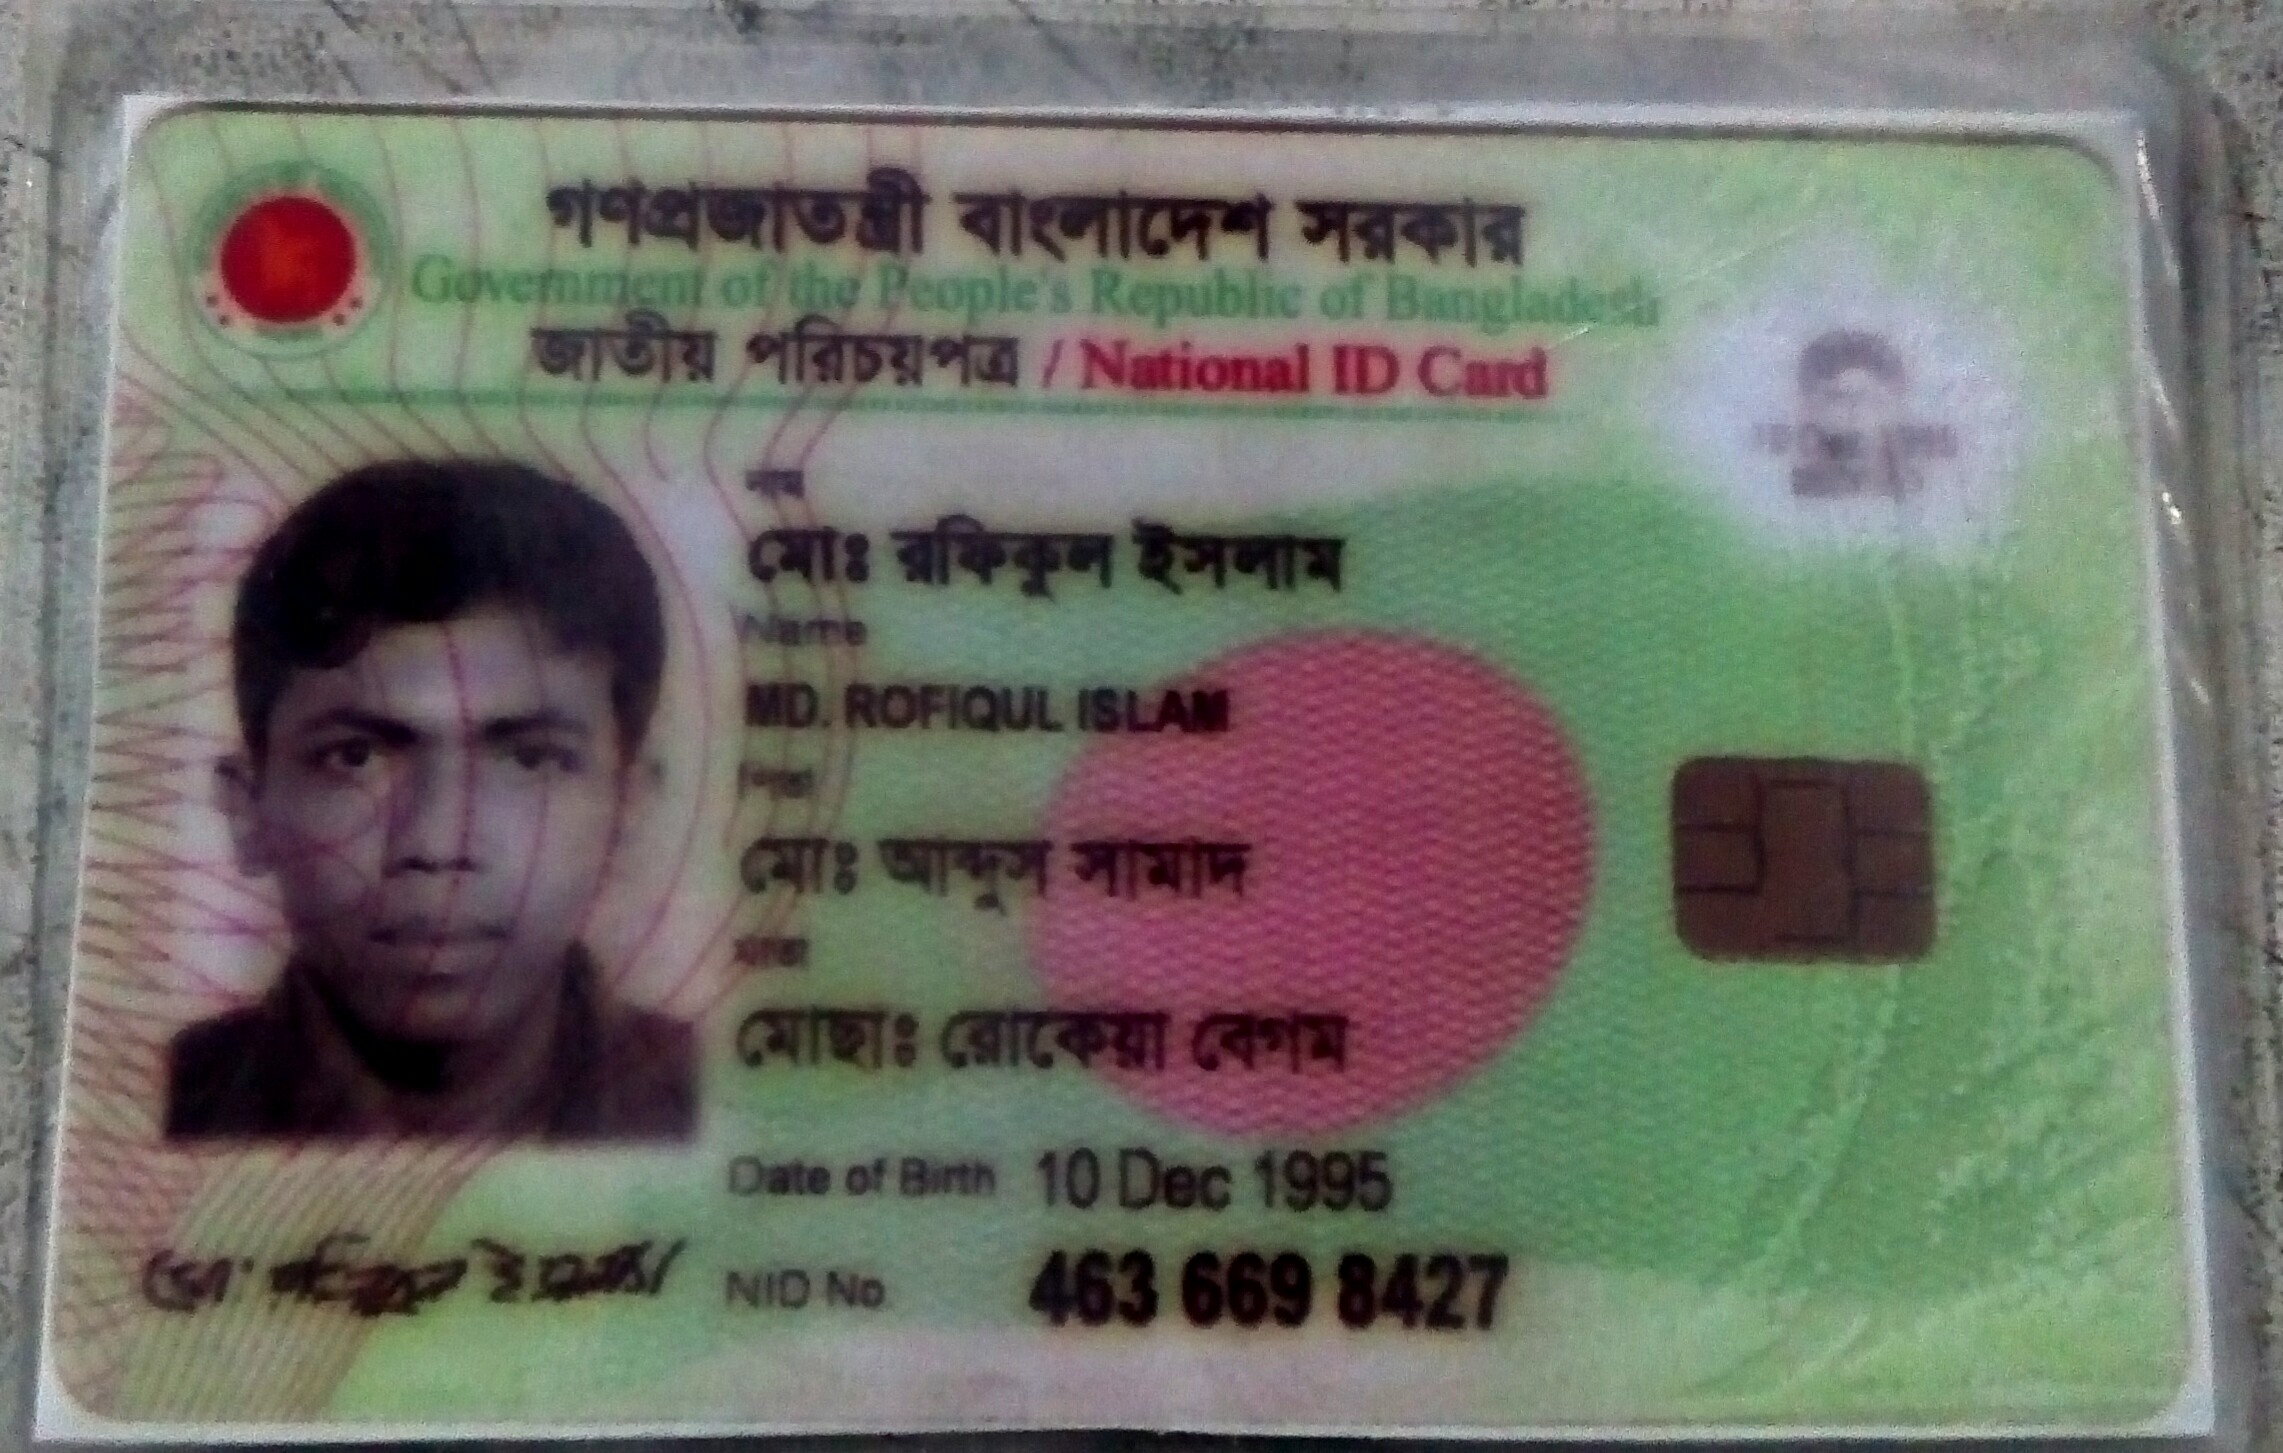 গণপ্রজাতন্ত্রী বাংলাদেশ সরকার
Government of the People's Republic of Bangladesh
জাতীয় পরিচয়পত্র / National ID Card
নাম
মোঃ রফিকুল ইসলাম
Name
MD. ROFIQUL ISLAM
পিতা
মোঃ আব্দুস সামাদ
মাতা
মোছাঃ রোকেয়া বেগম
Date of Birth 10 Dec 1995
মো: রফিকুল ইসলাম
NID No. 463 669 8427